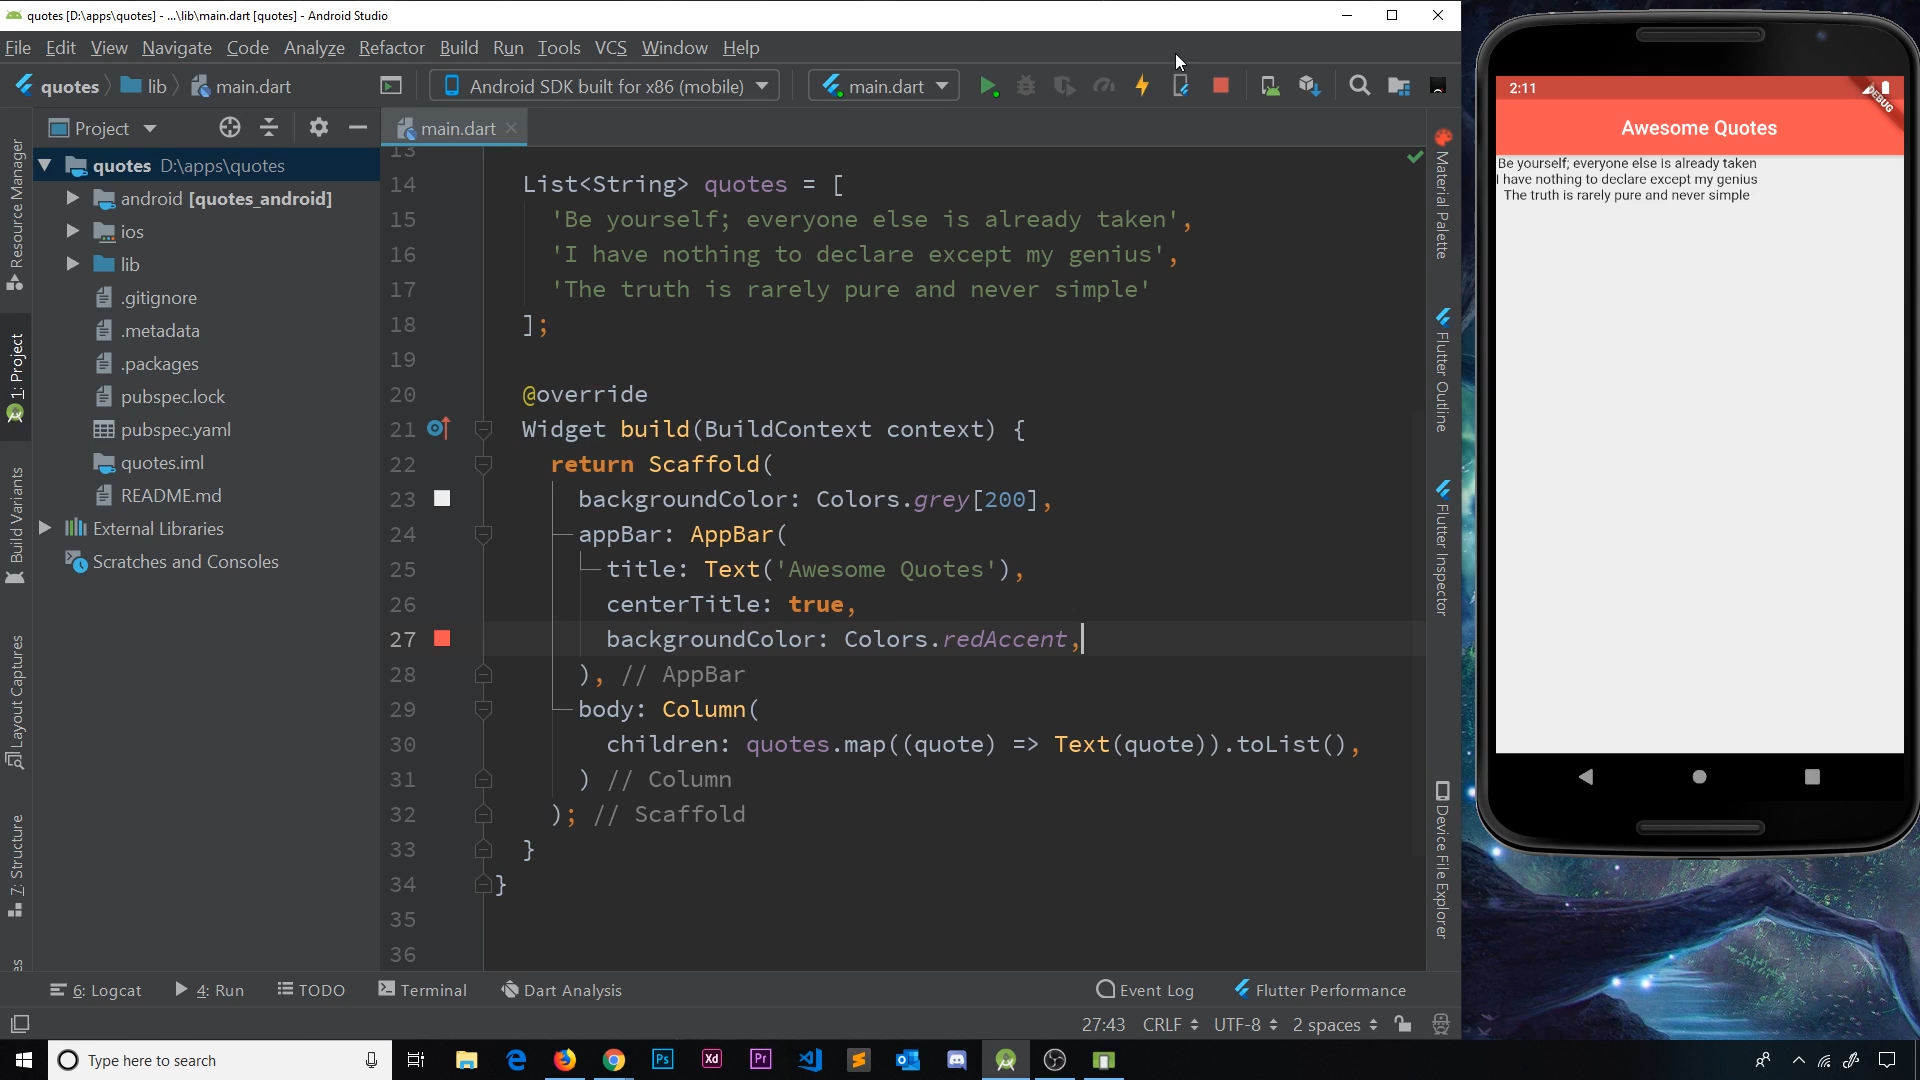 quotes [D:\apps\quotes] - ...\lib\main.dart [quotes] - Android Studio
File Edit View Navigate Code Analyze Refactor Build Run Tools VCS Window Help
quotes lib main.dart Android SDK built for x86 (mobile) main.dart
Project main.dart
quotes D:\apps\quotes
android [quotes_android]
ios
lib
.gitignore
.metadata
.packages
pubspec.lock
pubspec.yaml
quotes.iml
README.md
External Libraries
Scratches and Consoles
Resource Manager
1: Project
Build Variants
Layout Captures
7: Structure
13
14 List<String> quotes = [
15 'Be yourself; everyone else is already taken',
16 'I have nothing to declare except my genius',
17 'The truth is rarely pure and never simple'
18 ];
19
20 @override
21 Widget build(BuildContext context) {
22 return Scaffold(
23 backgroundColor: Colors.grey[200],
24 appBar: AppBar(
25 title: Text('Awesome Quotes'),
26 centerTitle: true,
27 backgroundColor: Colors.redAccent,
28 ), // AppBar
29 body: Column(
30 children: quotes.map((quote) => Text(quote)).toList(),
31 ) // Column
32 ); // Scaffold
33 }
34 }
35
36
Material Palette
Flutter Outline
Flutter Inspector
Device File Explorer
6: Logcat 4: Run TODO Terminal Dart Analysis Event Log Flutter Performance
27:43 CRLF UTF-8 2 spaces
Type here to search Ps Xd Pr
2:11
DEBUG
Awesome Quotes
Be yourself; everyone else is already taken
I have nothing to declare except my genius
The truth is rarely pure and never simple